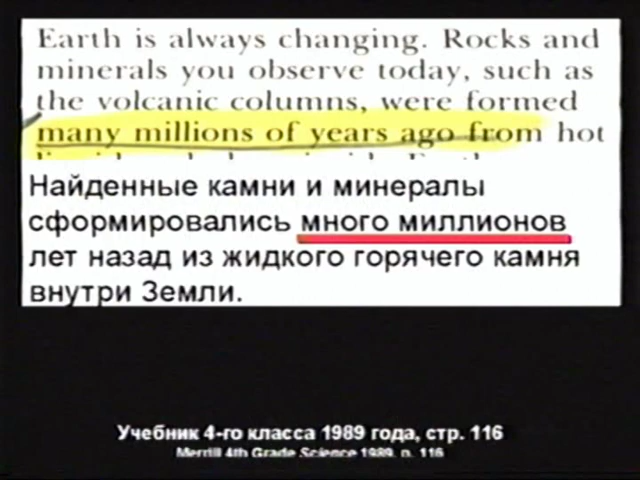 Earth is always changing. Rocks and
minerals you observe today, such as
the volcanic columns, were formed
many millions of years ago from hot
Найденные камни и минералы
сформировались много миллионов
лет назад из жидкого горячего камня
внутри Земли.
Учебник 4-го класса 1989 года, стр. 116
Merrill 4th Grade Science 1989, p. 116